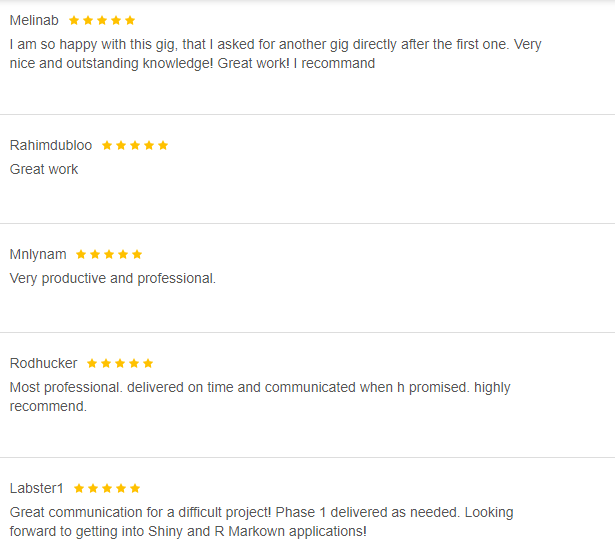 Melinab
I am so happy with this gig, that I asked for another gig directly after the first one. Very
nice and outstanding knowledge! Great work! I recommand
Rahimdubloo
Great work
Mnlynam
Very productive and professional.
Rodhucker
Most professional. delivered on time and communicated when h promised. highly
recommend.
Labster1
Great communication for a difficult project! Phase 1 delivered as needed. Looking
forward to getting into Shiny and R Markown applications!